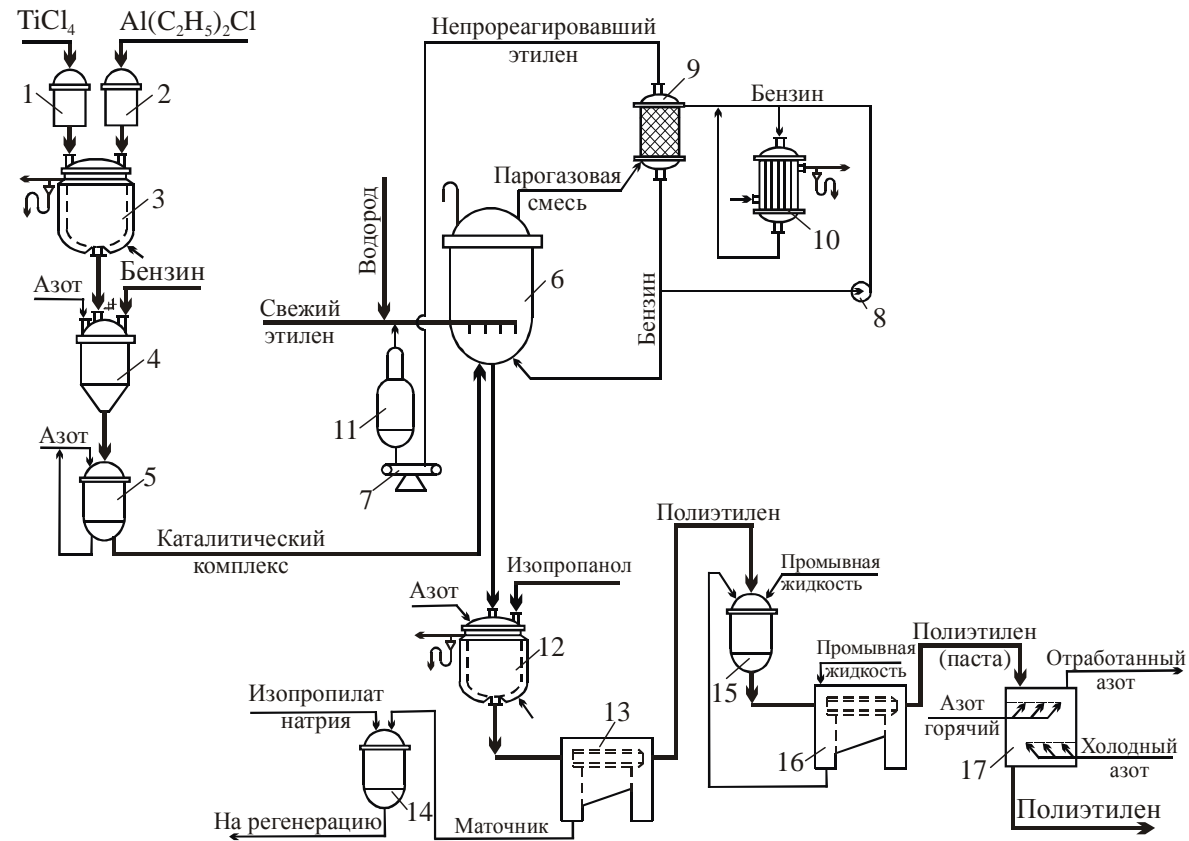 TiCl₄
Al(C₂H₅)₂Cl
Непрореагировавший
этилен
1
2
9
Бензин
3
Парогазовая
смесь
Водород
10
Азот
Бензин
6
Бензин
8
Свежий
этилен
4
11
Азот
5
7
Каталитический
комплекс
Полиэтилен
Изопропанол
Промывная
жидкость
Азот
12
15
Полиэтилен
(паста)
Промывная
жидкость
Отработанный
азот
Изопропилат
натрия
13
Азот
горячий
16
17
Холодный
азот
14
На регенерацию
Маточник
Полиэтилен